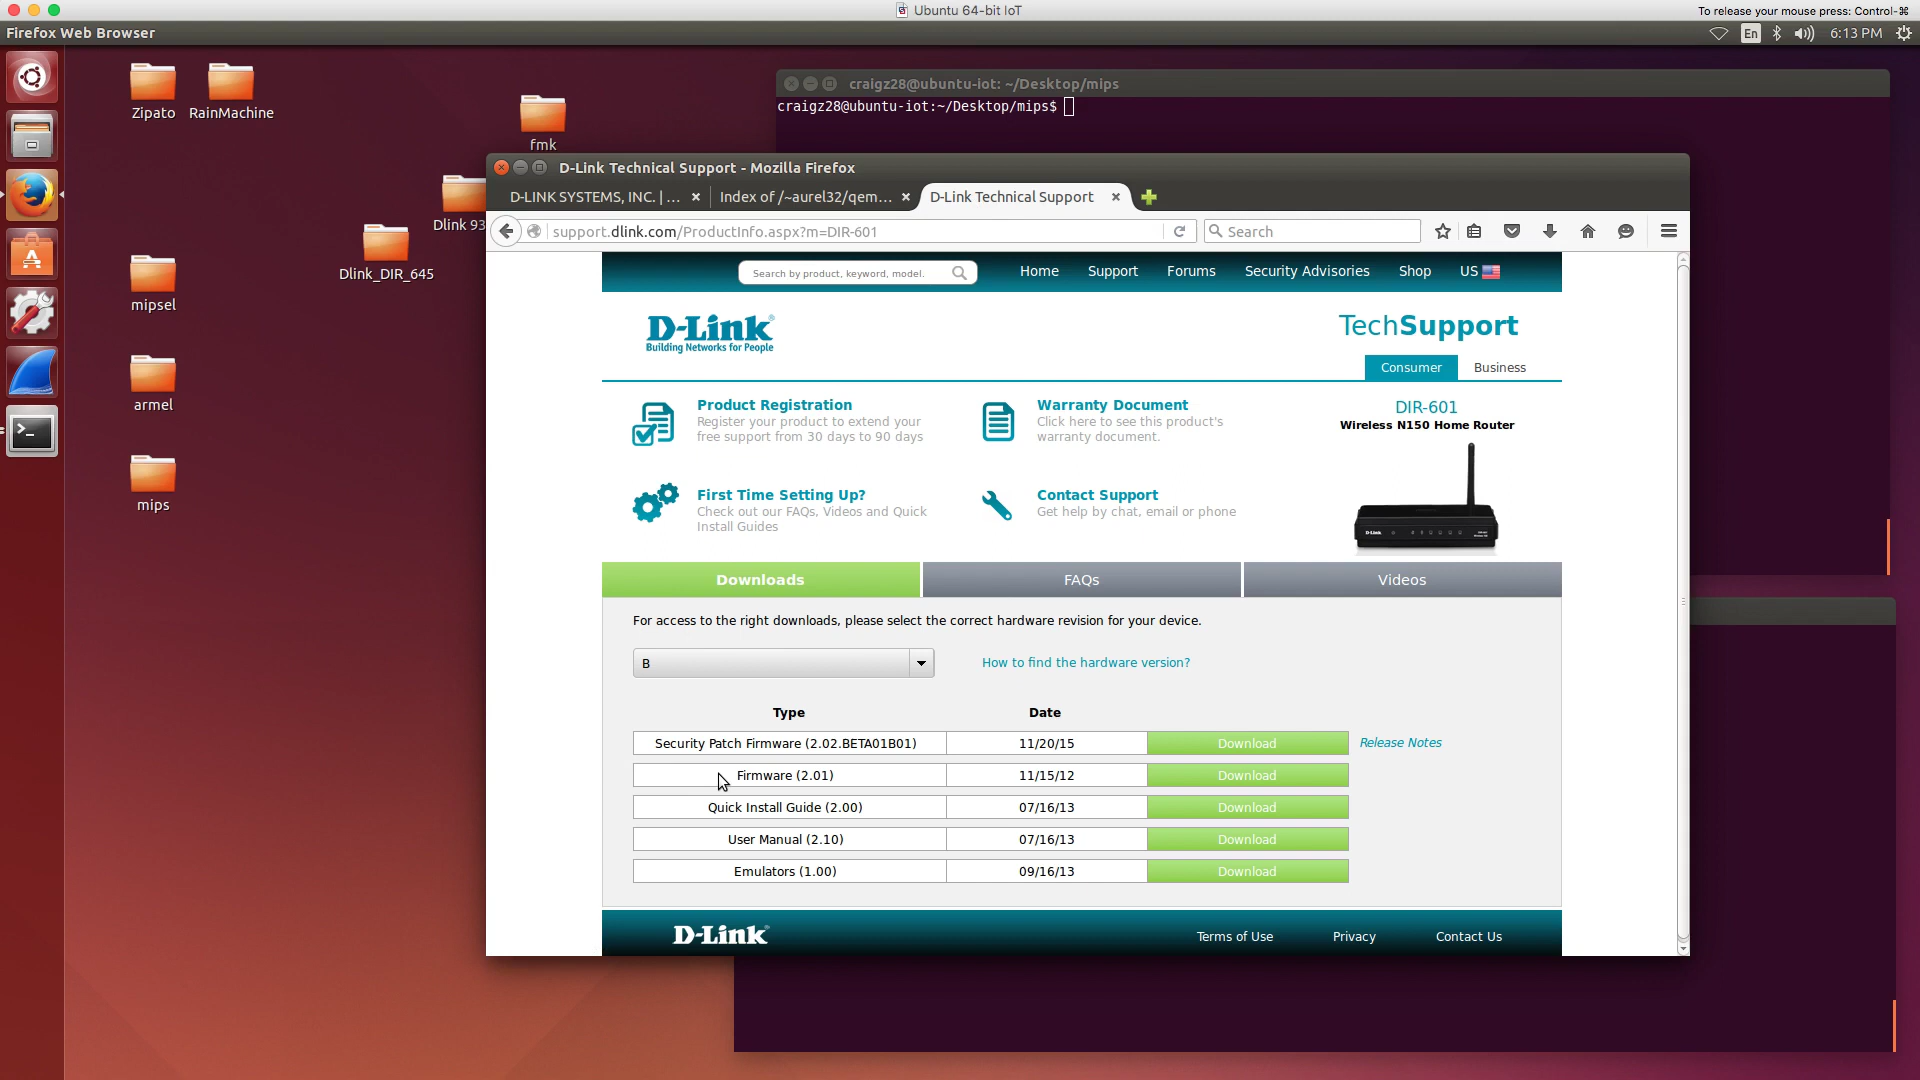 Ubuntu 64-bit IoT
To release your mouse press: Control-⌘
Firefox Web Browser
En
6:13 PM
Zipato
RainMachine
fmk
Dlink 93
Dlink_DIR_645
mipsel
armel
mips
craigz28@ubuntu-iot: ~/Desktop/mips
craigz28@ubuntu-iot:~/Desktop/mips$
D-Link Technical Support - Mozilla Firefox
D-LINK SYSTEMS, INC. | ...
Index of /~aurel32/qem...
D-Link Technical Support
support.dlink.com/ProductInfo.aspx?m=DIR-601
Search
Search by product, keyword, model.
Home
Support
Forums
Security Advisories
Shop
US
D-Link
Building Networks for People
TechSupport
Consumer
Business
Product Registration
Register your product to extend your
free support from 30 days to 90 days
Warranty Document
Click here to see this product's
warranty document.
DIR-601
Wireless N150 Home Router
First Time Setting Up?
Check out our FAQs, Videos and Quick
Install Guides
Contact Support
Get help by chat, email or phone
D-Link
Downloads
FAQs
Videos
For access to the right downloads, please select the correct hardware revision for your device.
B
How to find the hardware version?
Type
Date
Security Patch Firmware (2.02.BETA01B01)
11/20/15
Download
Release Notes
Firmware (2.01)
11/15/12
Download
Quick Install Guide (2.00)
07/16/13
Download
User Manual (2.10)
07/16/13
Download
Emulators (1.00)
09/16/13
Download
D-Link
Terms of Use
Privacy
Contact Us